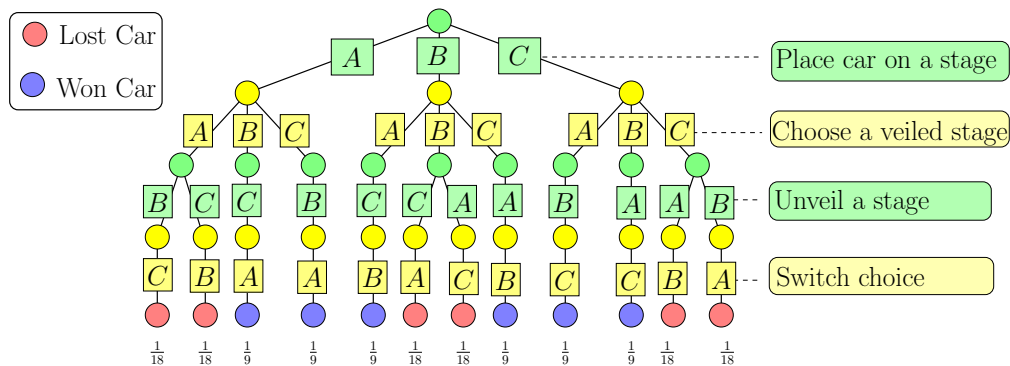 Lost Car
Won Car
A B C
Place car on a stage
A B C A B C A B C
Choose a veiled stage
B C C B C C A A B A A B
Unveil a stage
C B A A B A C B C C B A
Switch choice
1/18 1/18 1/9 1/9 1/9 1/18 1/18 1/9 1/9 1/9 1/18 1/18